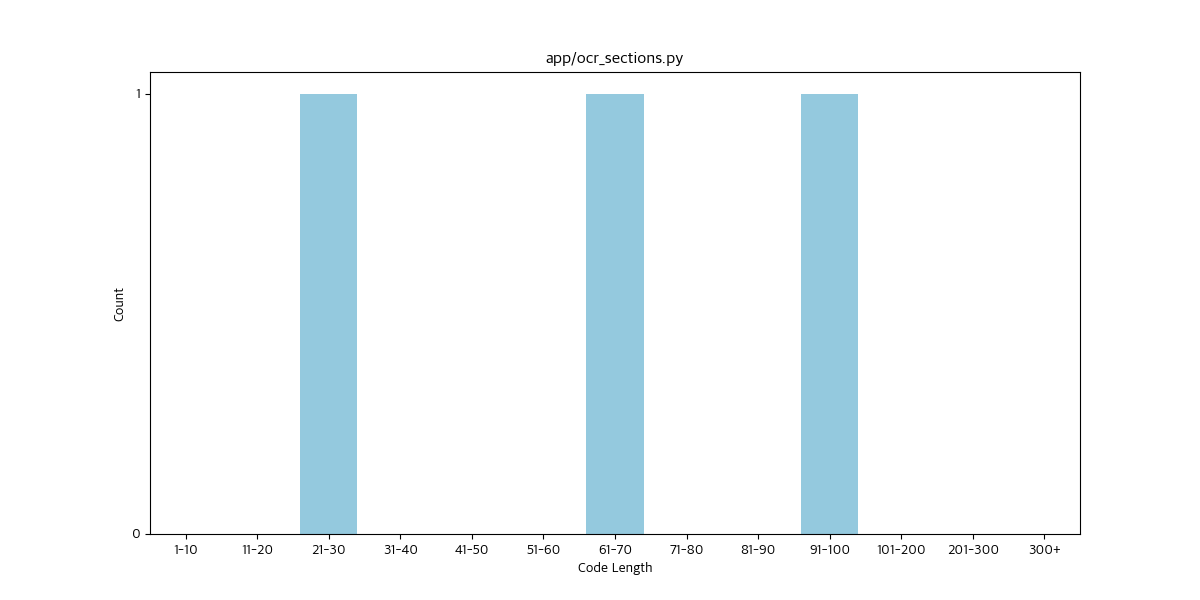 app/ocr_sections.py
1
Count
0
1-10 11-20 21-30 31-40 41-50 51-60 61-70 71-80 81-90 91-100 101-200 201-300 300+
Code Length